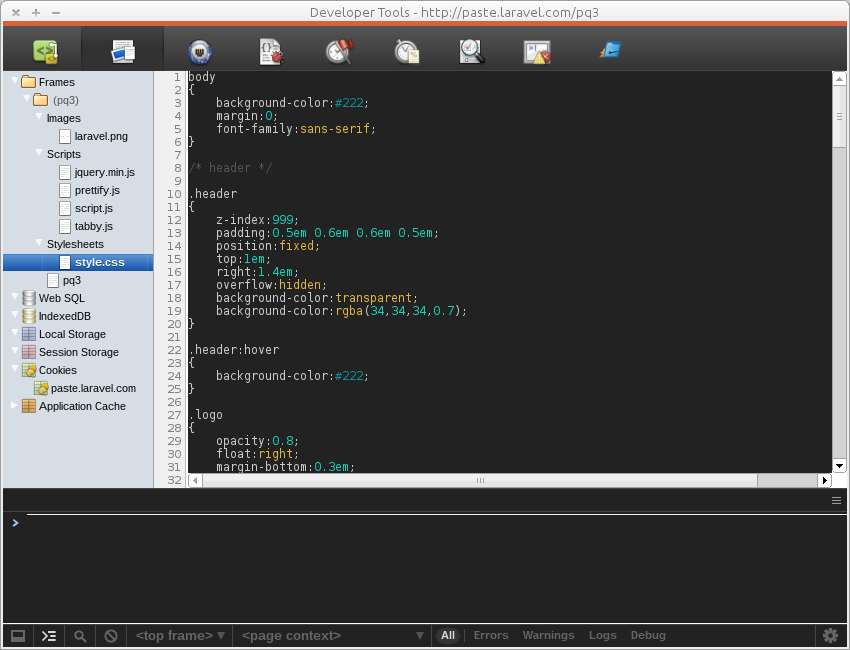 Developer Tools - http://paste.laravel.com/pq3
Frames
(pq3)
Images
laravel.png
Scripts
jquery.min.js
prettify.js
script.js
tabby.js
Stylesheets
style.css
pq3
Web SQL
IndexedDB
Local Storage
Session Storage
Cookies
paste.laravel.com
Application Cache
1 body
2 {
3 background-color:#222;
4 margin:0;
5 font-family:sans-serif;
6 }
7
8 /* header */
9
10 .header
11 {
12 z-index:999;
13 padding:0.5em 0.6em 0.6em 0.5em;
14 position:fixed;
15 top:1em;
16 right:1.4em;
17 overflow:hidden;
18 background-color:transparent;
19 background-color:rgba(34,34,34,0.7);
20 }
21
22 .header:hover
23 {
24 background-color:#222;
25 }
26
27 .logo
28 {
29 opacity:0.8;
30 float:right;
31 margin-bottom:0.3em;
32
>
<top frame> <page context> All Errors Warnings Logs Debug